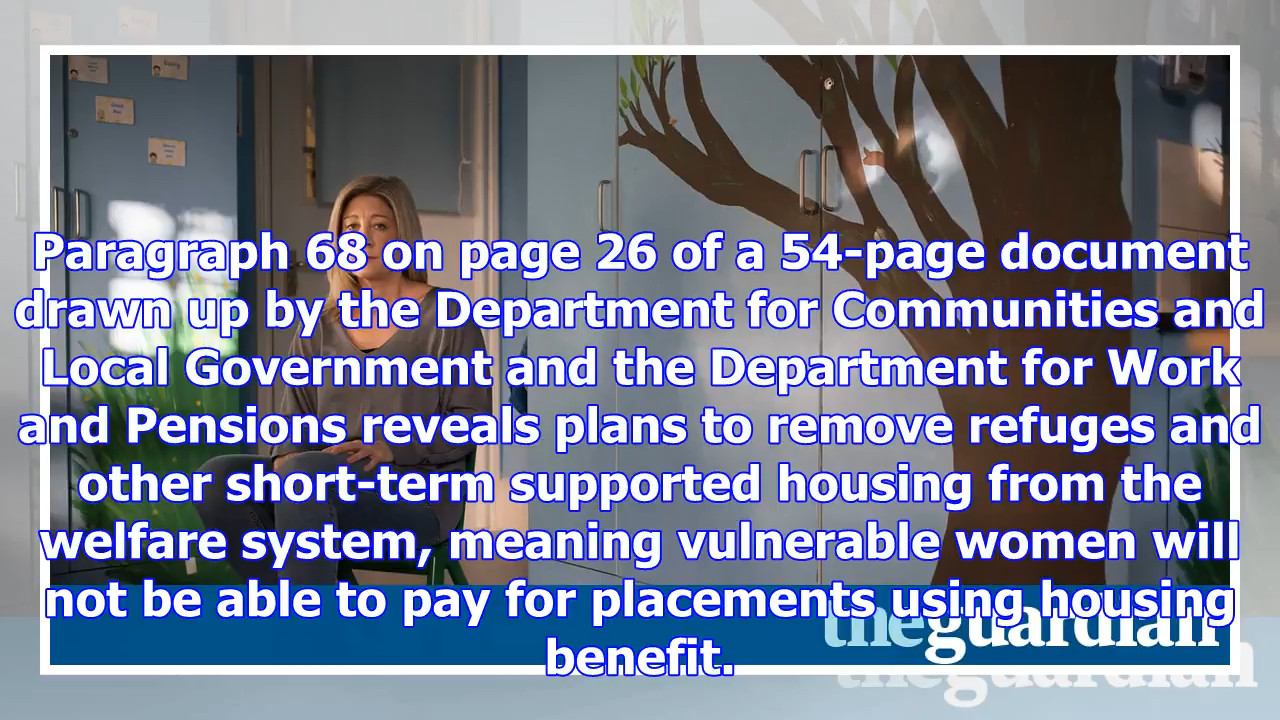 Paragraph 68 on page 26 of a 54-page document
drawn up by the Department for Communities and
Local Government and the Department for Work
and Pensions reveals plans to remove refuges and
other short-term supported housing from the
welfare system, meaning vulnerable women will
not be able to pay for placements using housing
benefit.
theguardian
theguardian